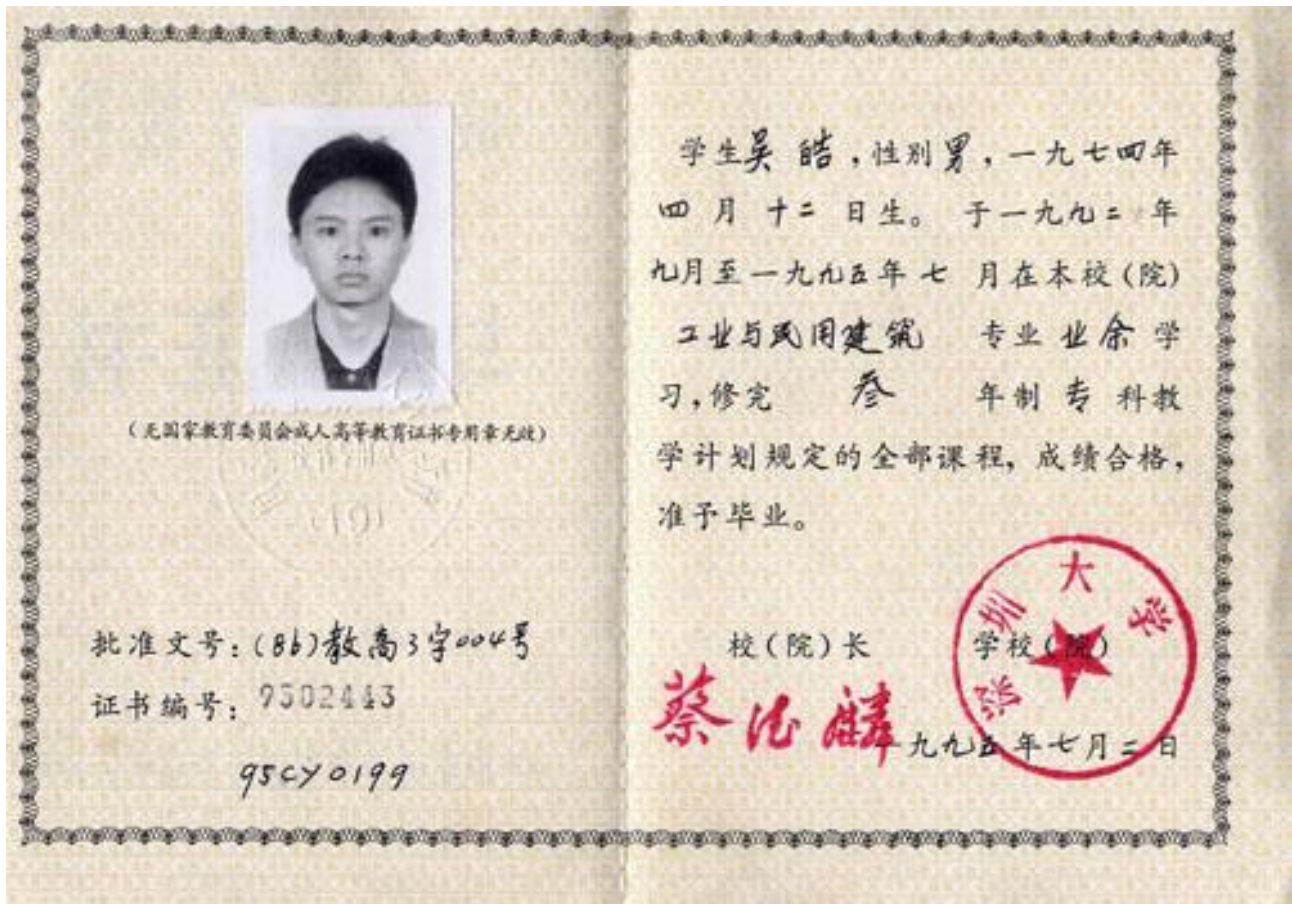 (无国家教育委员会成人高等教育证书专用章无效)
(19)
批准文号:(86)教高3字004号
证书编号:9502443
95CY0199
学生吴皓,性别男,一九七四年
四月十二日生。于一九九二年
九月至一九九五年七月在本校(院)
工业与民用建筑专业业余学
习,修完叁年制专科教
学计划规定的全部课程,成绩合格,
准予毕业。
校(院)长 学校(院)
蔡德麟
深圳大学
一九九五年七月二日